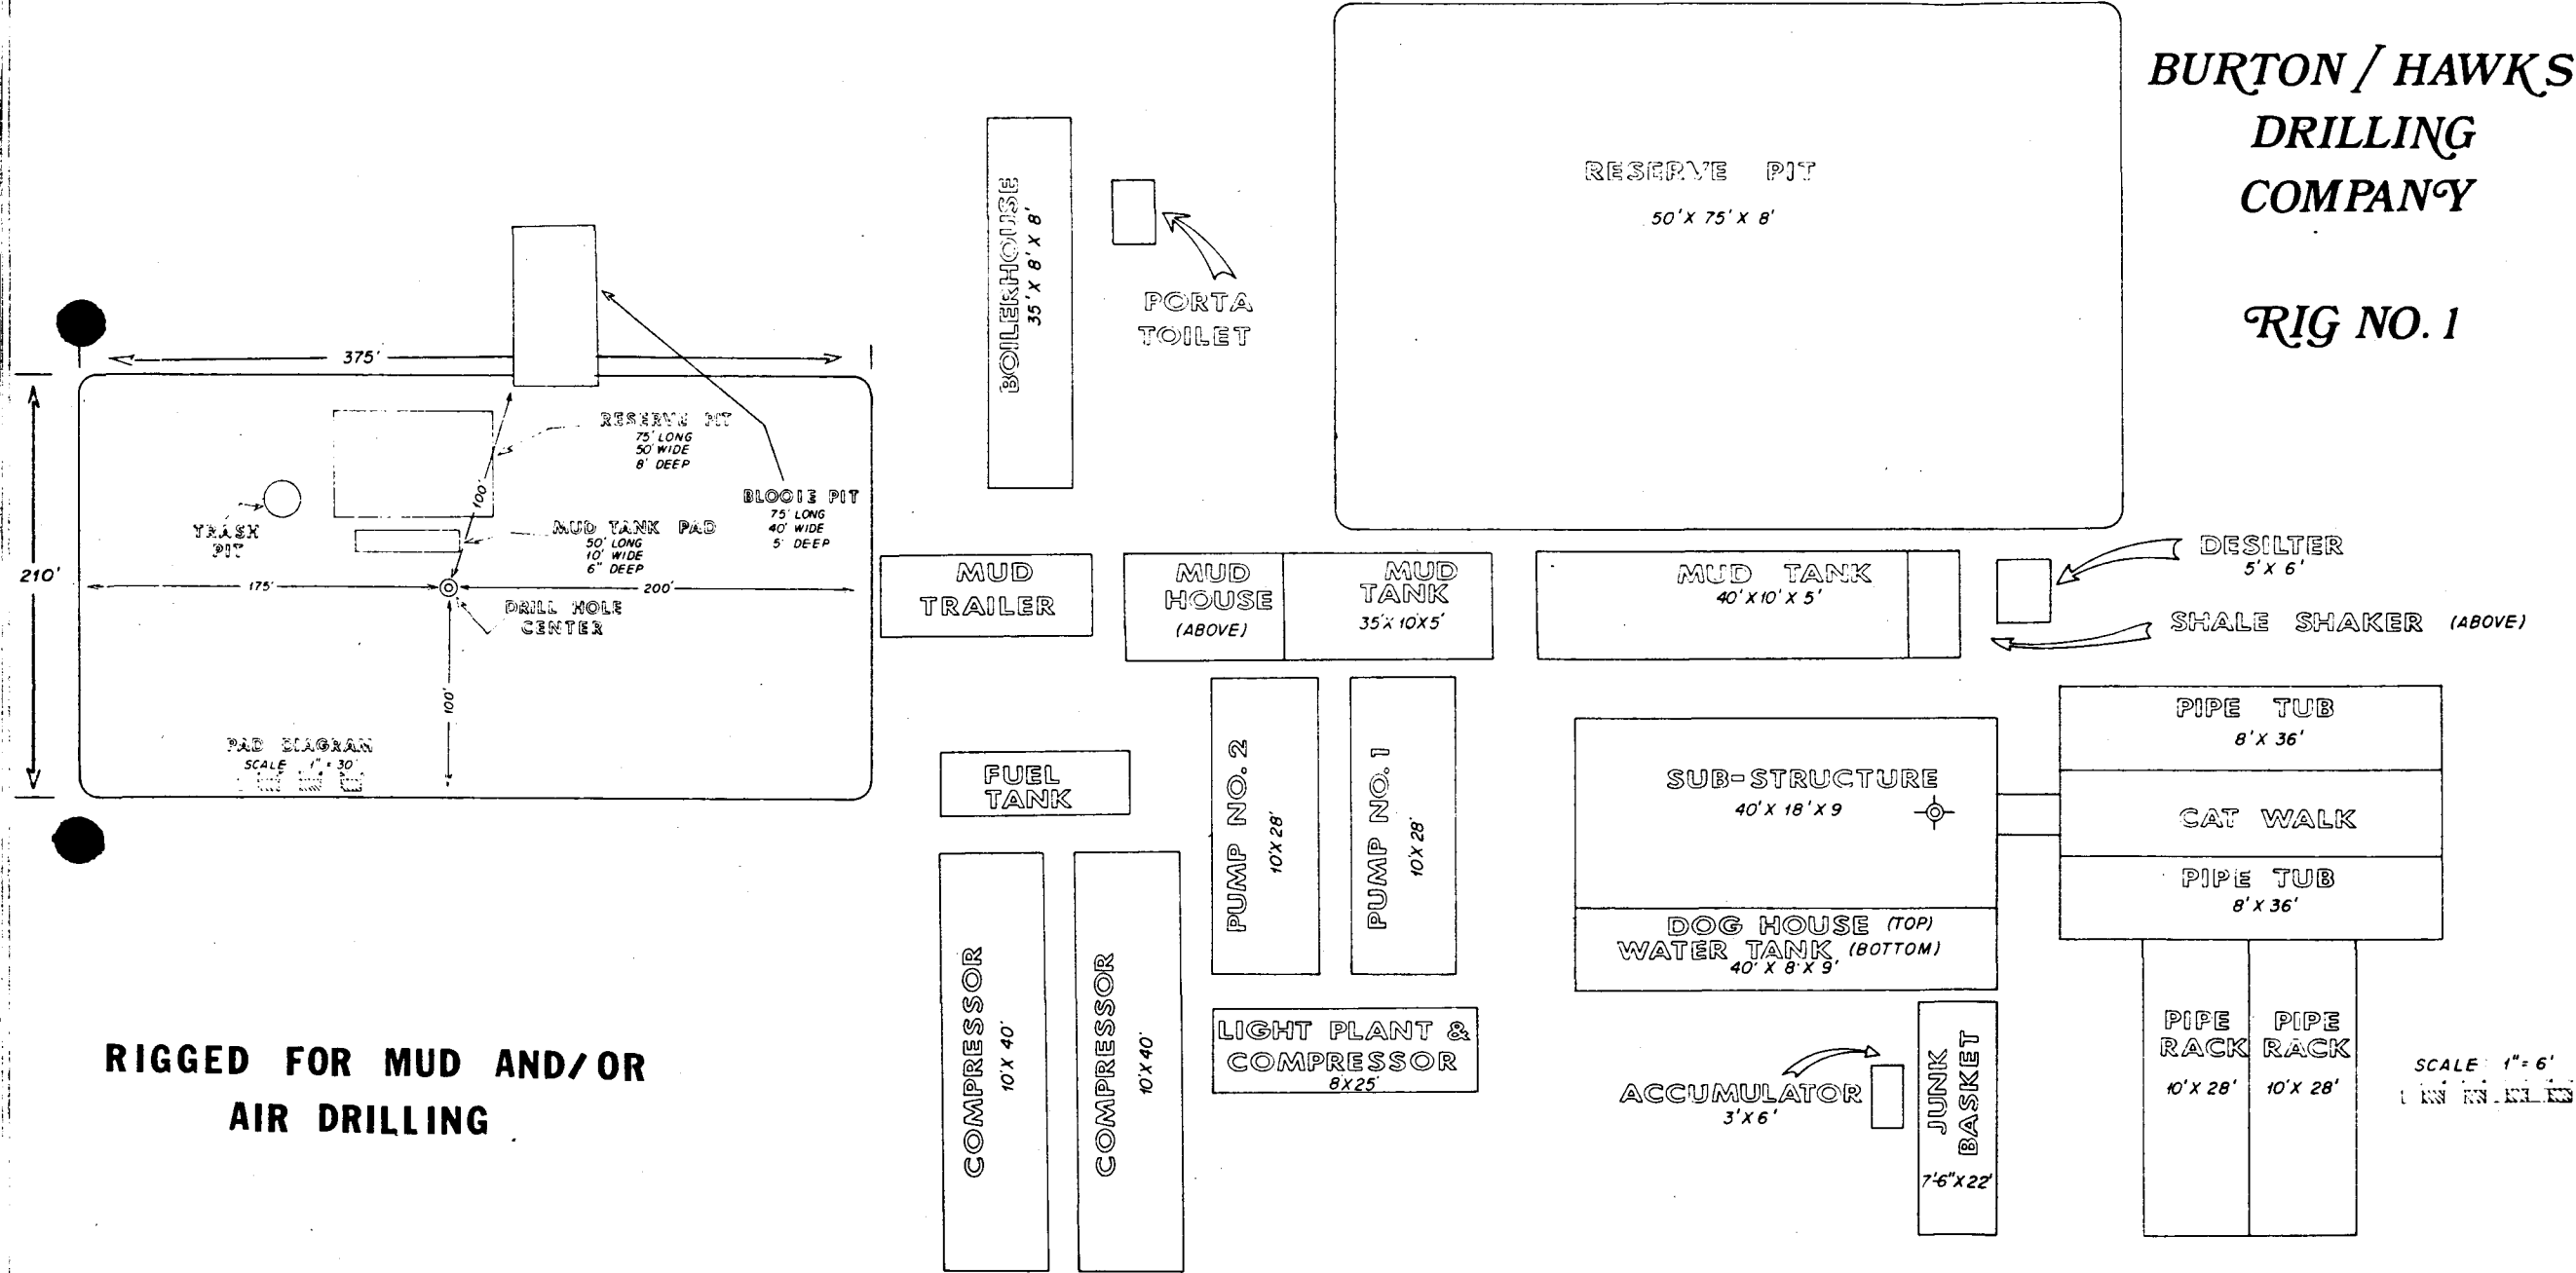 BURTON / HAWKS
DRILLING
COMPANY
RIG NO. 1
RESERVE PIT
50' X 75' X 8'
BOILERHOUSE
35' X 8' X 8'
PORTA
TOILET
375'
210'
RESERVE PIT
75' LONG
50' WIDE
8' DEEP
100'
BLOOIE PIT
75' LONG
40' WIDE
5' DEEP
TRASH
PIT
MUD TANK PAD
50' LONG
10' WIDE
6" DEEP
175'
200'
DRILL HOLE
CENTER
100'
PAD DIAGRAM
SCALE 1" = 30'
MUD
TRAILER
MUD
HOUSE
(ABOVE)
MUD
TANK
35' X 10' X 5'
MUD TANK
40' X 10' X 5'
DESILTER
5' X 6'
SHALE SHAKER (ABOVE)
FUEL
TANK
PUMP NO. 2
10' X 28'
PUMP NO. 1
10' X 28'
SUB-STRUCTURE
40' X 18' X 9
PIPE TUB
8' X 36'
CAT WALK
PIPE TUB
8' X 36'
DOG HOUSE (TOP)
WATER TANK (BOTTOM)
40' X 8' X 9'
COMPRESSOR
10' X 40'
COMPRESSOR
10' X 40'
LIGHT PLANT &
COMPRESSOR
8' X 25'
ACCUMULATOR
3' X 6'
JUNK
BASKET
7'-6" X 22'
PIPE
RACK
10' X 28'
PIPE
RACK
10' X 28'
SCALE: 1" = 6'
RIGGED FOR MUD AND/OR
AIR DRILLING